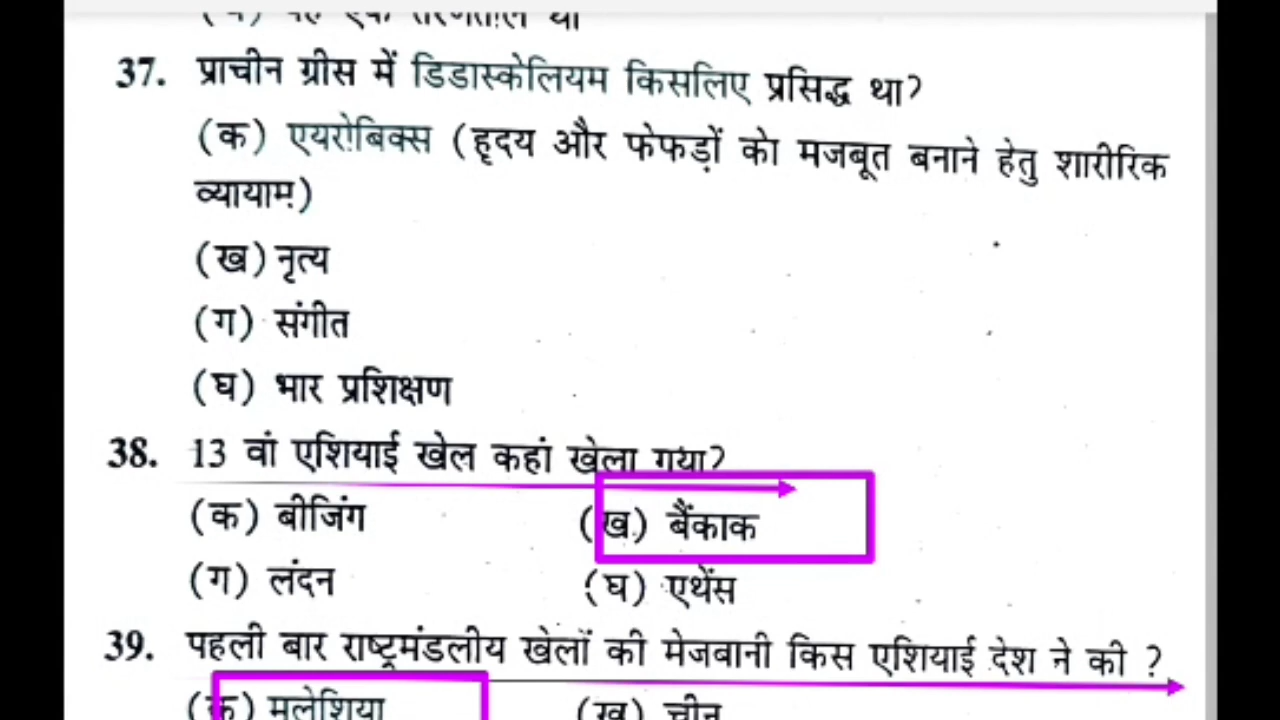 37. प्राचीन ग्रीस में डिडास्केलियम किसलिए प्रसिद्ध था?
(क) एयरोबिक्स (हृदय और फेफड़ों को मजबूत बनाने हेतु शारीरिक
व्यायाम)
(ख) नृत्य
(ग) संगीत
(घ) भार प्रशिक्षण
38. 13 वां एशियाई खेल कहां खेला गया?
(क) बीजिंग (ख) बैंकाक
(ग) लंदन (घ) एथेंस
39. पहली बार राष्ट्रमंडलीय खेलों की मेजवानी किस एशियाई देश ने की ?
(क) मलेशिया (ख) चीन